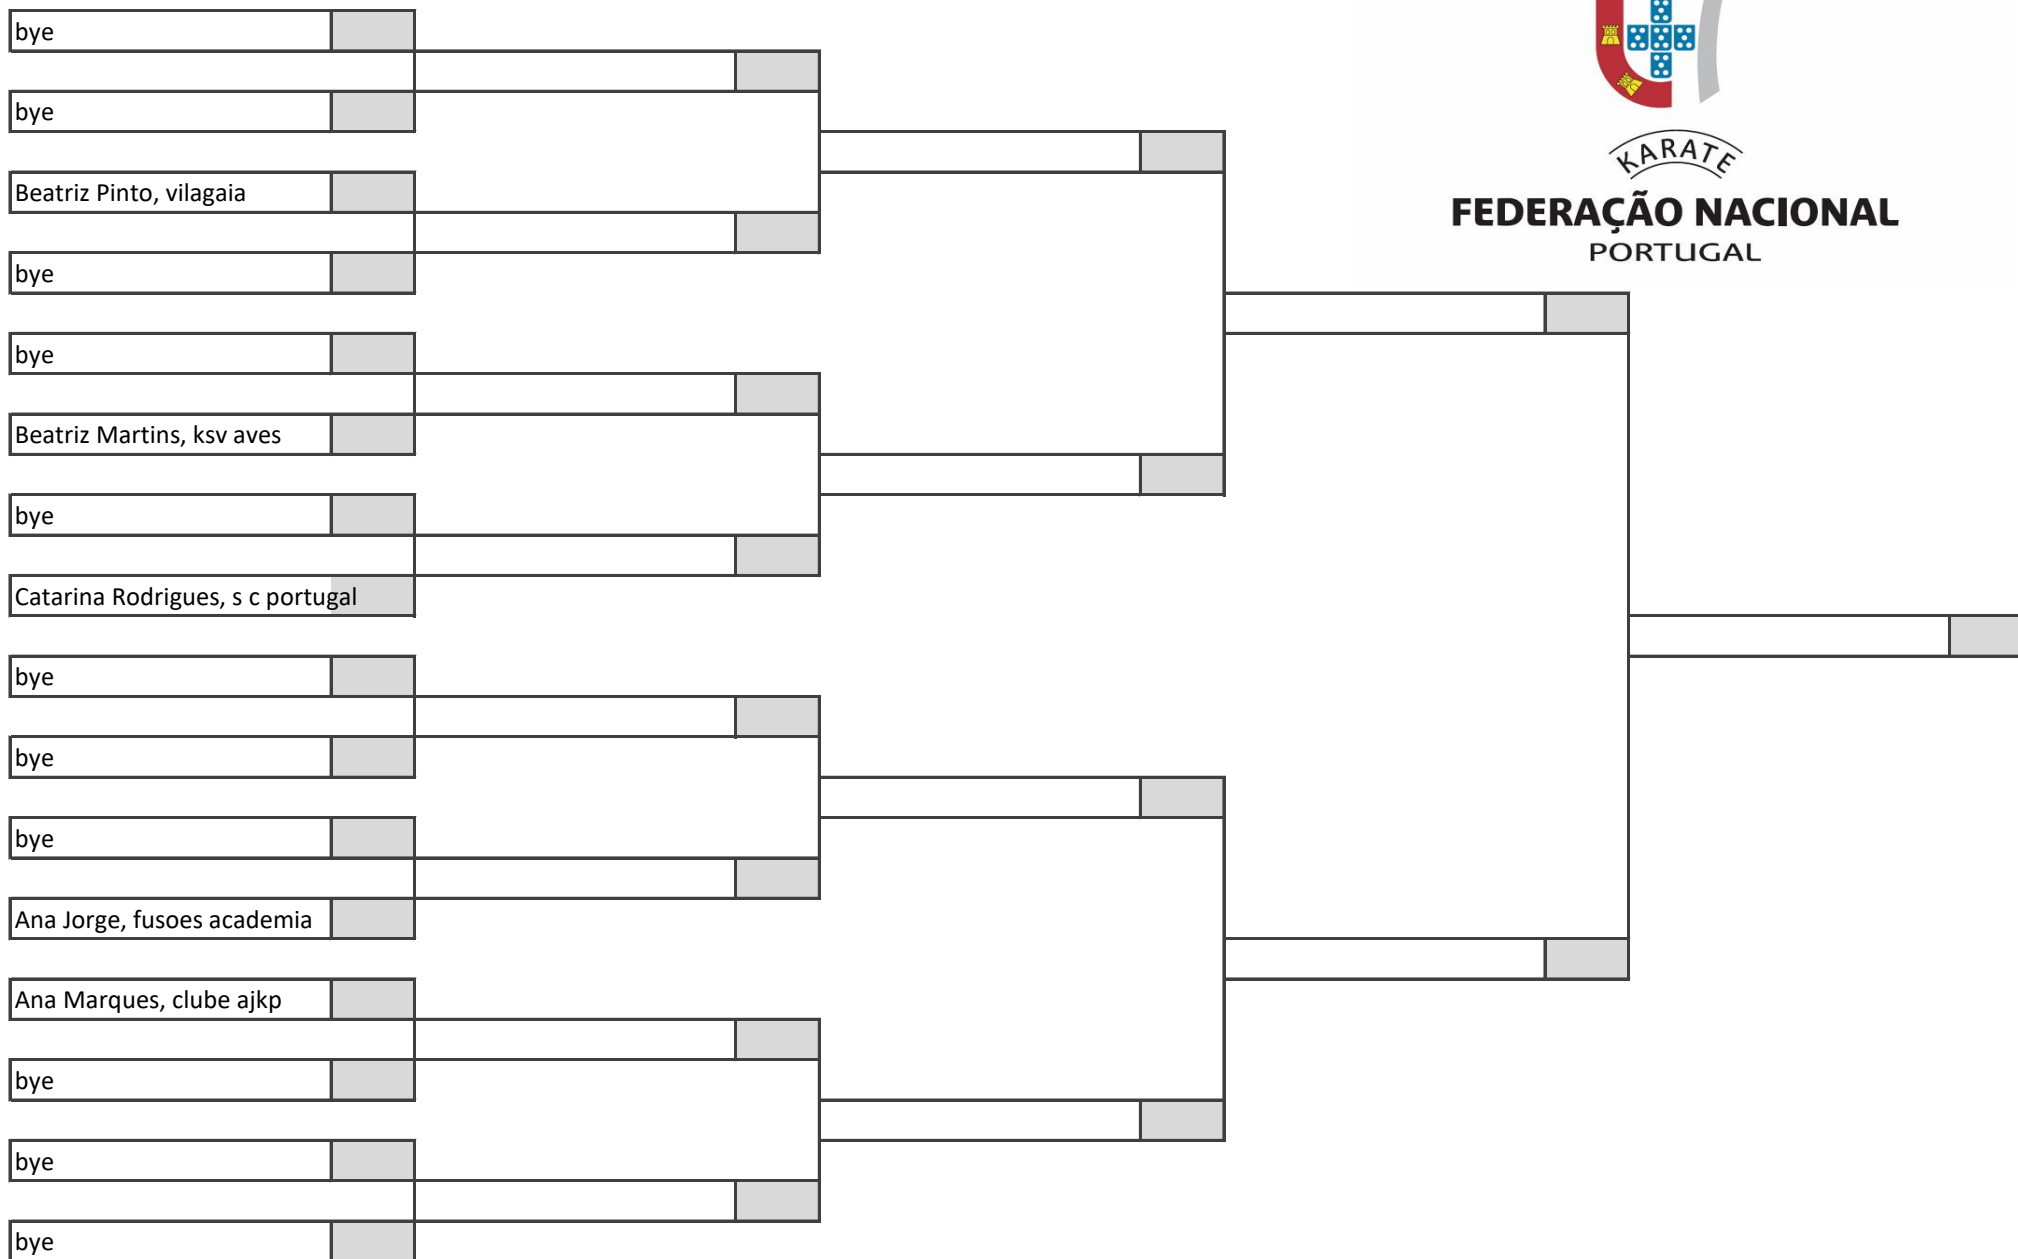 bye
bye
Beatriz Pinto, vilagaia
bye
bye
Beatriz Martins, ksv aves
bye
Catarina Rodrigues, s c portugal
bye
bye
bye
Ana Jorge, fusoes academia
Ana Marques, clube ajkp
bye
bye
bye
KARATE
FEDERAÇÃO NACIONAL
PORTUGAL